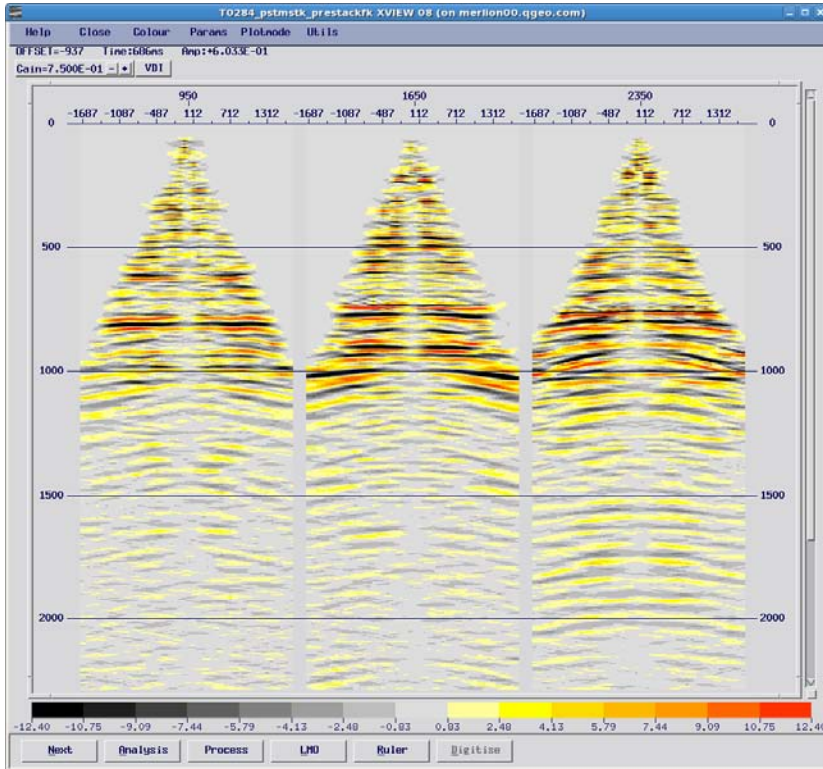 T0284_pstmstk_prestackfk XVIEW 08 (on merlion00.qgeo.com)
Help Close Colour Params Plotmode Utils
OFFSET=-937 Time:686ms Amp:+6.033E-01
Gain=7.500E-01 - + VDI
950 1650 2350
-1687 -1087 -487 112 712 1312 -1687 -1087 -487 112 712 1312 -1687 -1087 -487 112 712 1312
0 0
500 500
1000 1000
1500 1500
2000 2000
-12.40 -10.75 -9.09 -7.44 -5.79 -4.13 -2.48 -0.83 0.83 2.48 4.13 5.79 7.44 9.09 10.75 12.40
Next Analysis Process LMO Ruler Digitise